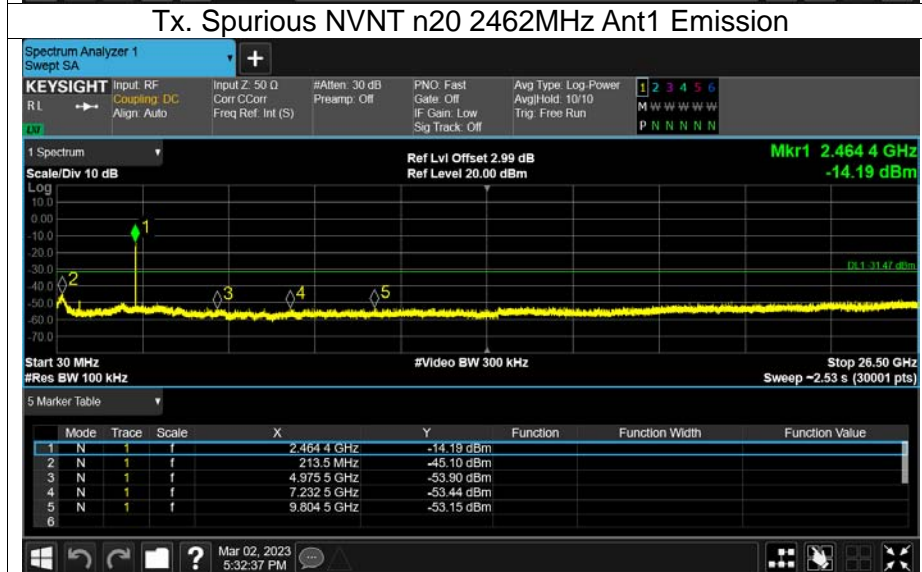 Tx. Spurious NVNT n20 2462MHz Ant1 Emission
Spectrum Analyzer 1
Swept SA
+
KEYSIGHT Input: RF Input Z: 50 Ω #Atten: 30 dB PNO: Fast Avg Type: Log-Power 1 2 3 4 5 6
R L Coupling: DC Corr CCorr Preamp: Off Gate: Off Avg|Hold: 10/10 M W W W W W
Align: Auto Freq Ref: Int (S) IF Gain: Low Trig: Free Run
LXI Sig Track: Off P N N N N N
1 Spectrum Ref Lvl Offset 2.99 dB Mkr1 2.464 4 GHz
Scale/Div 10 dB Ref Level 20.00 dBm -14.19 dBm
Log
10.0
0.00
-10.0
-20.0
-30.0
-40.0
-50.0
-60.0
-70.0
1
DL1 -31.47 dBm
2
3
4
5
Start 30 MHz #Video BW 300 kHz Stop 26.50 GHz
#Res BW 100 kHz Sweep ~2.53 s (30001 pts)
5 Marker Table
Mode Trace Scale X Y Function Function Width Function Value
1 N 1 f 2.464 4 GHz -14.19 dBm
2 N 1 f 213.5 MHz -45.10 dBm
3 N 1 f 4.975 5 GHz -53.90 dBm
4 N 1 f 7.232 5 GHz -53.44 dBm
5 N 1 f 9.804 5 GHz -53.15 dBm
6
? Mar 02, 2023
5:32:37 PM